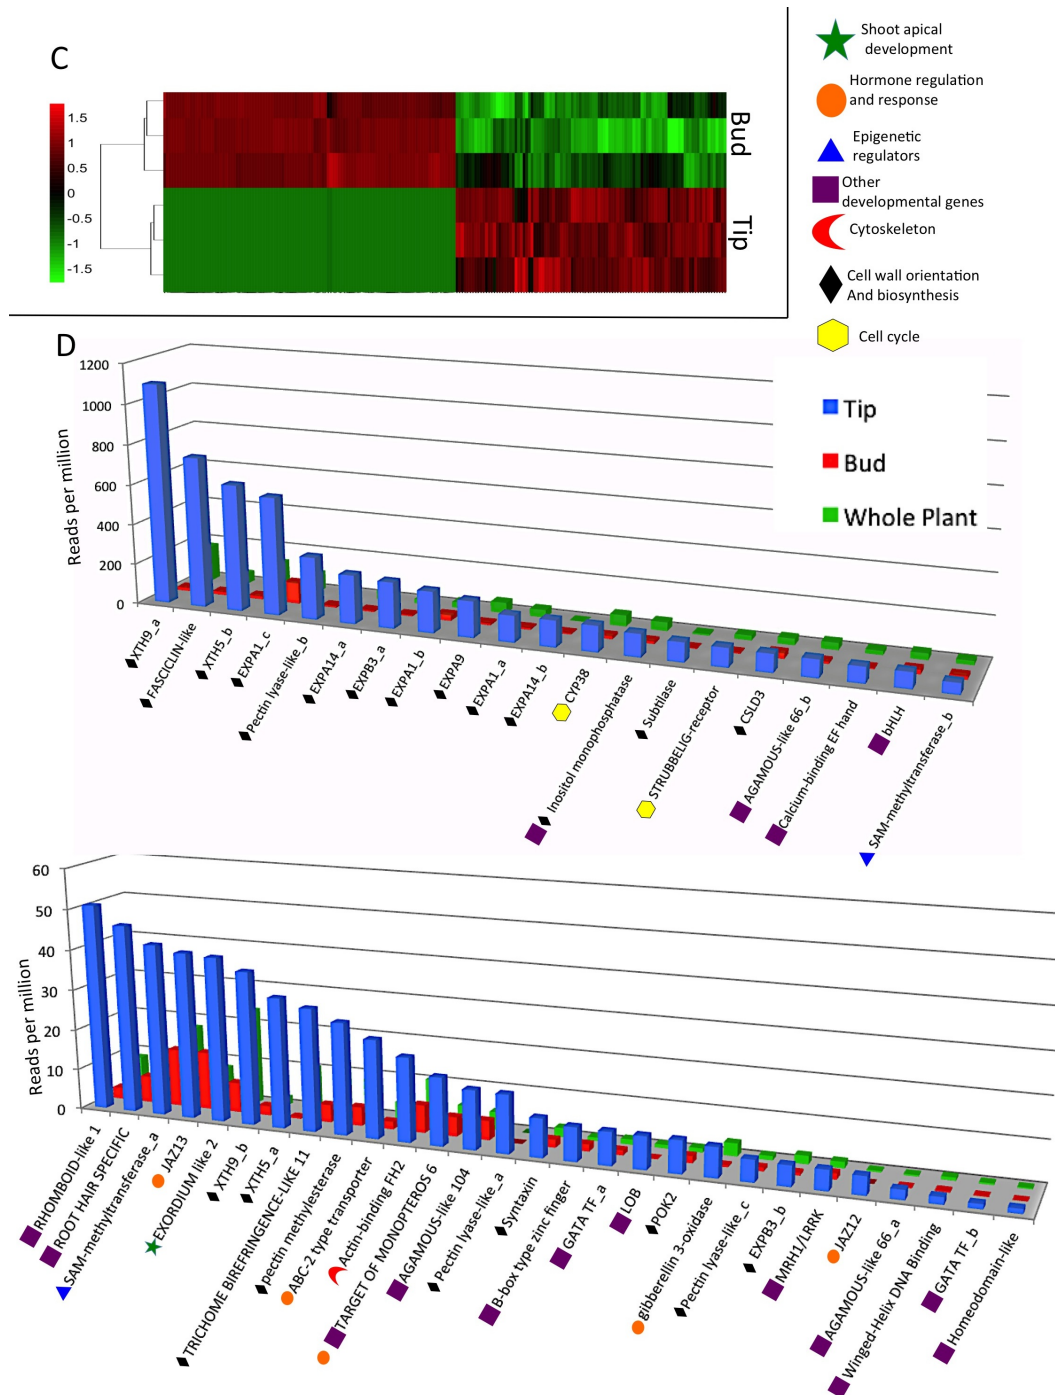 C
1.5
1
0.5
0
-0.5
-1
-1.5
Bud
Tip
Shoot apical
development
Hormone regulation
and response
Epigenetic
regulators
Other
developmental genes
Cytoskeleton
Cell wall orientation
And biosynthesis
Cell cycle
D
Reads per million
1200
1000
800
600
400
200
0
Tip
Bud
Whole Plant
XTH9_a
FASCICLIN-like
XTH5_b
EXPA1_c
Pectin lyase-like_b
EXPA14_a
EXPB3_a
EXPA1_b
EXPA9
EXPA1_a
EXPA14_b
CYP38
Inositol monophosphatase
Subtilase
STRUBBELIG-receptor
CSLD3
AGAMOUS-like 66_b
Calcium-binding EF hand
bHLH
SAM-methyltransferase_b
Reads per million
60
50
40
30
20
10
0
RHOMBOID-like 1
ROOT HAIR SPECIFIC
SAM-methyltransferase_a
JAZ13
EXORDIUM like 2
XTH9_b
XTH5_a
TRICHOME BIREFRINGENCE-LIKE 11
pectin methylesterase
ABC-2 type transporter
Actin-binding FH2
TARGET OF MONOPTEROS 6
AGAMOUS-like 104
Pectin lyase-like_a
Syntaxin
B-box type zinc finger
GATA TF_a
LOB
POK2
gibberellin 3-oxidase
Pectin lyase-like_c
EXPB3_b
MRH1/LRRK
JAZ12
AGAMOUS-like 66_a
Winged-Helix DNA Binding
GATA TF_b
Homeodomain-like